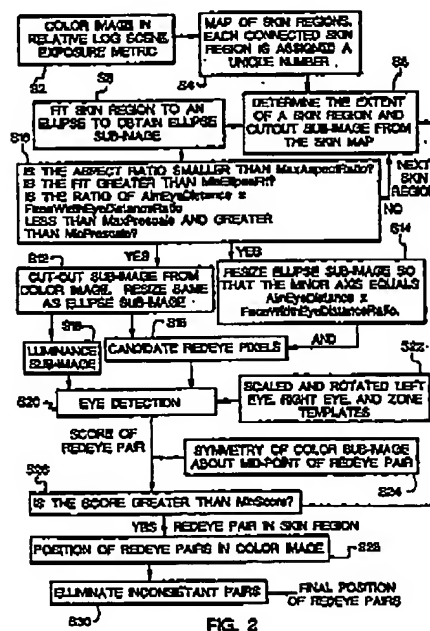 COLOR IMAGE IN
RELATIVE LOG SCENE
EXPOSURE METRIC
S2
MAP OF SKIN REGIONS.
EACH CONNECTED SKIN
REGION IS ASSIGNED A
UNIQUE NUMBER.
S4
S8
FIT SKIN REGION TO AN
ELLIPSE TO OBTAIN ELLIPSE
SUB-IMAGE
S6
DETERMINE THE EXTENT
OF A SKIN REGION AND
CUTOUT SUB-IMAGE FROM
THE SKIN MAP
S10
IS THE ASPECT RATIO SMALLER THAN MaxAspectRatio?
IS THE FIT GREATER THAN MinEllipseFit?
IS THE RATIO OF AimEyeDistance x
FaceWidthEyeDistanceRatio
LESS THAN MaxPrescale AND GREATER
THAN MinPrescale?
NEXT
SKIN
REGION
NO
S14
YES
YES
S12
CUT-OUT SUB-IMAGE FROM
COLOR IMAGE. RESIZE SAME
AS ELLIPSE SUB-IMAGE
RESIZE ELLIPSE SUB-IMAGE SO
THAT THE MINOR AXIS EQUALS
AimEyeDistance x
FaceWidthEyeDistanceRatio.
S18
S16
AND
LUMINANCE
SUB-IMAGE
CANDIDATE REDEYE PIXELS
S22
S20
EYE DETECTION
SCALED AND ROTATED LEFT
EYE, RIGHT EYE, AND ZONE
TEMPLATES
SCORE OF
REDEYE PAIR
SYMMETRY OF COLOR SUB-IMAGE
ABOUT MID-POINT OF REDEYE PAIR
S24
S26
IS THE SCORE GREATER THAN MinScore?
YES
REDEYE PAIR IN SKIN REGION
POSITION OF REDEYE PAIRS IN COLOR IMAGE
S28
ELLIMINATE INCONSISTANT PAIRS
S30
FINAL POSITION
OF REDEYE PAIRS
FIG. 2